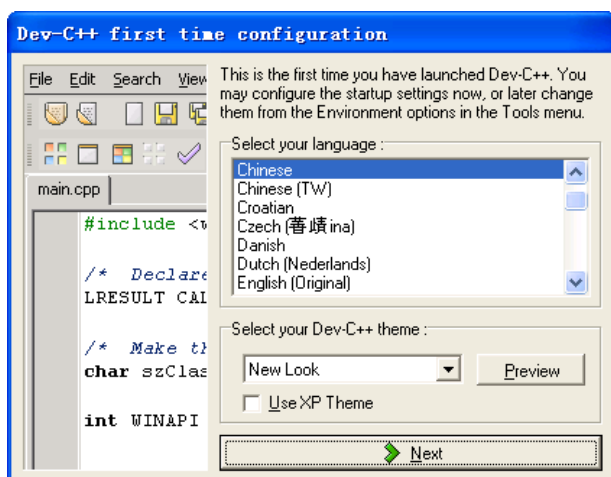 Dev-C++ first time configuration
File Edit Search View
main.cpp
#include <w
/* Declare
LRESULT CAL
/* Make th
char szClas
int WINAPI
This is the first time you have launched Dev-C++. You
may configure the startup settings now, or later change
them from the Environment options in the Tools menu.
Select your language :
Chinese
Chinese (TW)
Croatian
Czech (蓦嶥ina)
Danish
Dutch (Nederlands)
English (Original)
Select your Dev-C++ theme :
New Look
Preview
Use XP Theme
Next